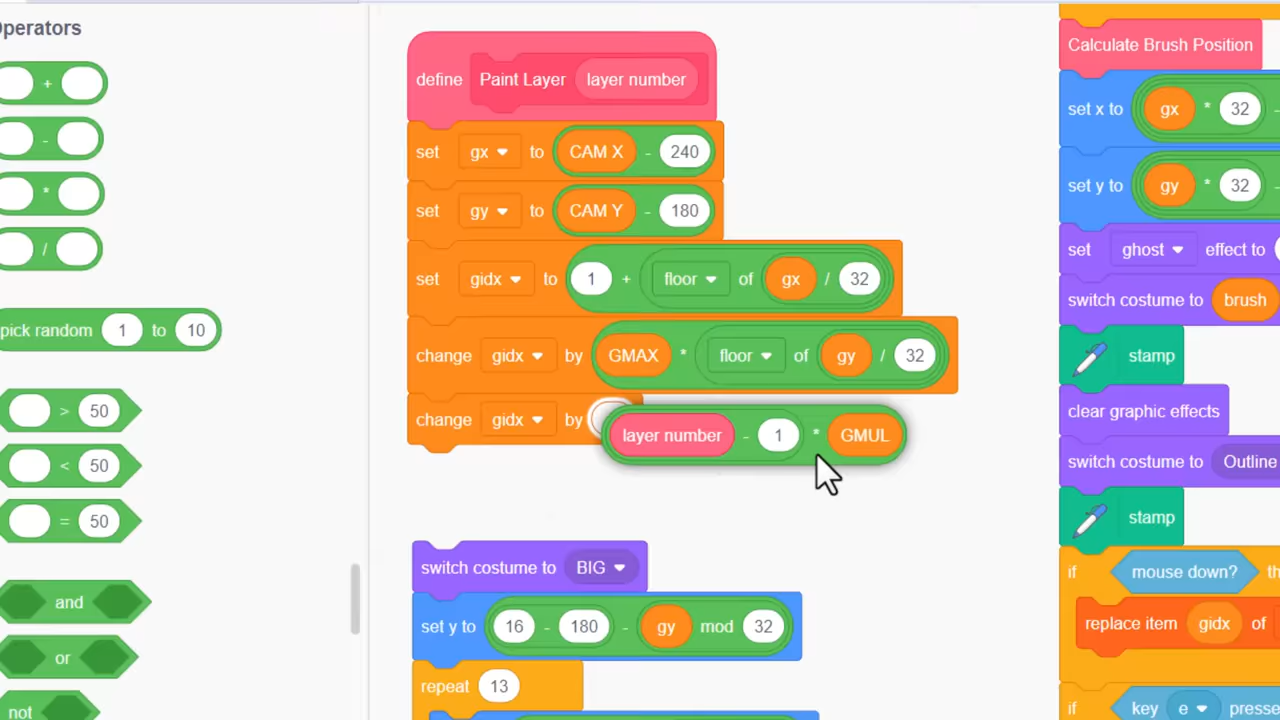 Operators
+
-
*
/
pick random 1 to 10
> 50
< 50
= 50
and
or
not
define Paint Layer layer number
set gx to CAM X - 240
set gy to CAM Y - 180
set gidx to 1 + floor of gx / 32
change gidx by GMAX * floor of gy / 32
change gidx by
layer number - 1 * GMUL
switch costume to BIG
set y to 16 - 180 - gy mod 32
repeat 13
Calculate Brush Position
set x to gx * 32 -
set y to gy * 32 -
set ghost effect to
switch costume to brush
stamp
clear graphic effects
switch costume to Outline
stamp
if mouse down? th
replace item gidx of
if key e presse